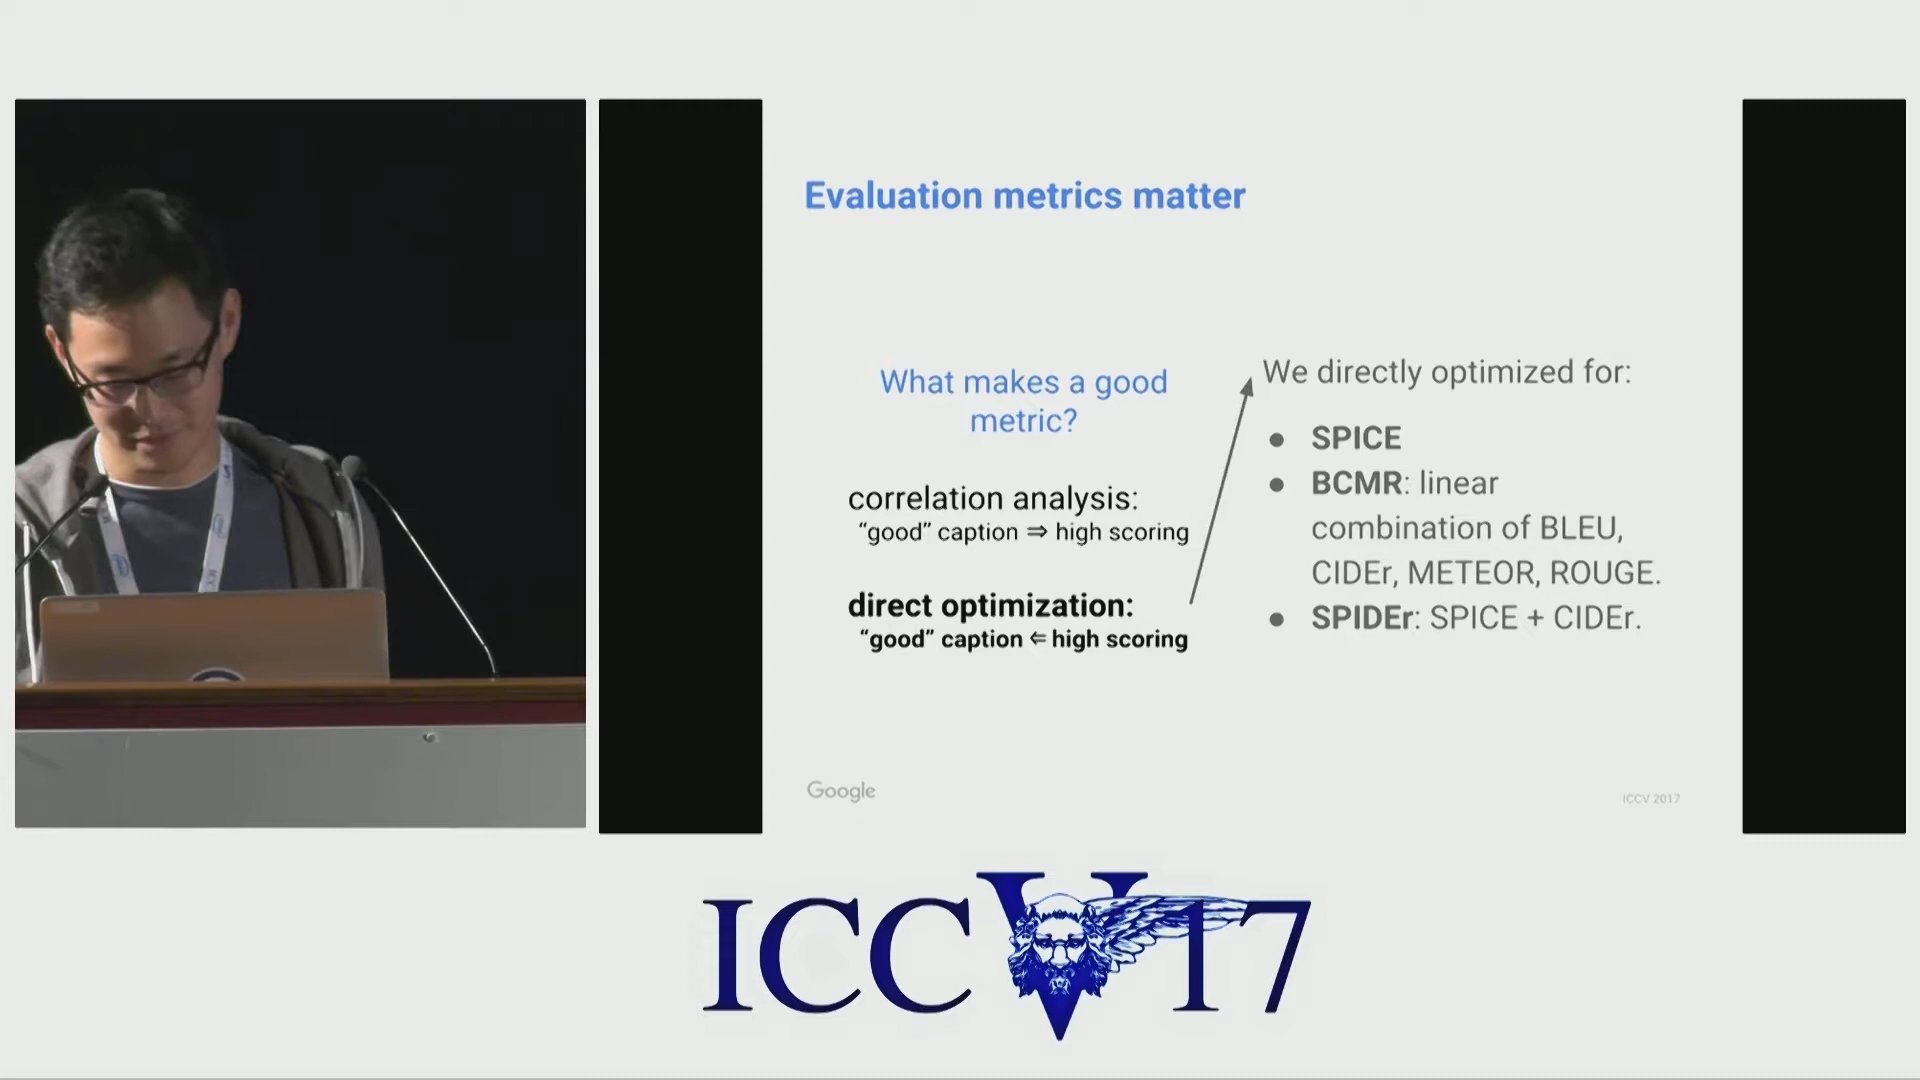 Evaluation metrics matter
What makes a good
metric?
correlation analysis:
“good” caption ⇒ high scoring
direct optimization:
“good” caption ⇐ high scoring
We directly optimized for:
● SPICE
● BCMR: linear
combination of BLEU,
CIDEr, METEOR, ROUGE.
● SPIDEr: SPICE + CIDEr.
Google
ICCV 2017
ICCV17